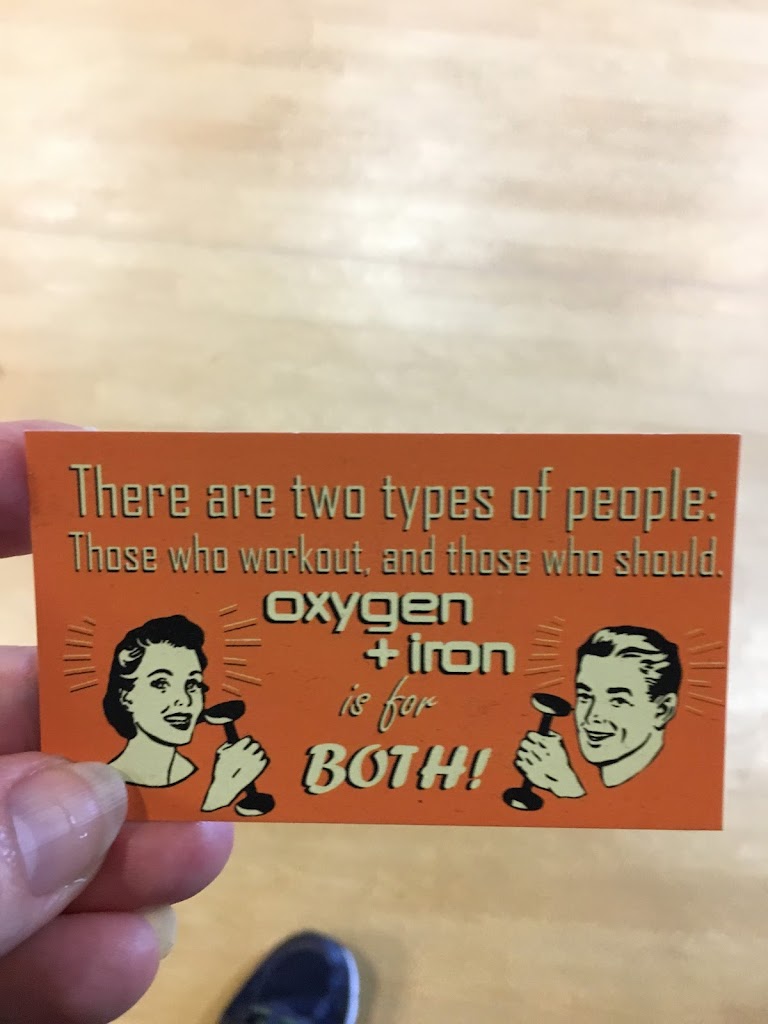 There are two types of people:
Those who workout, and those who should.
oxygen
+ iron
is for
BOTH!